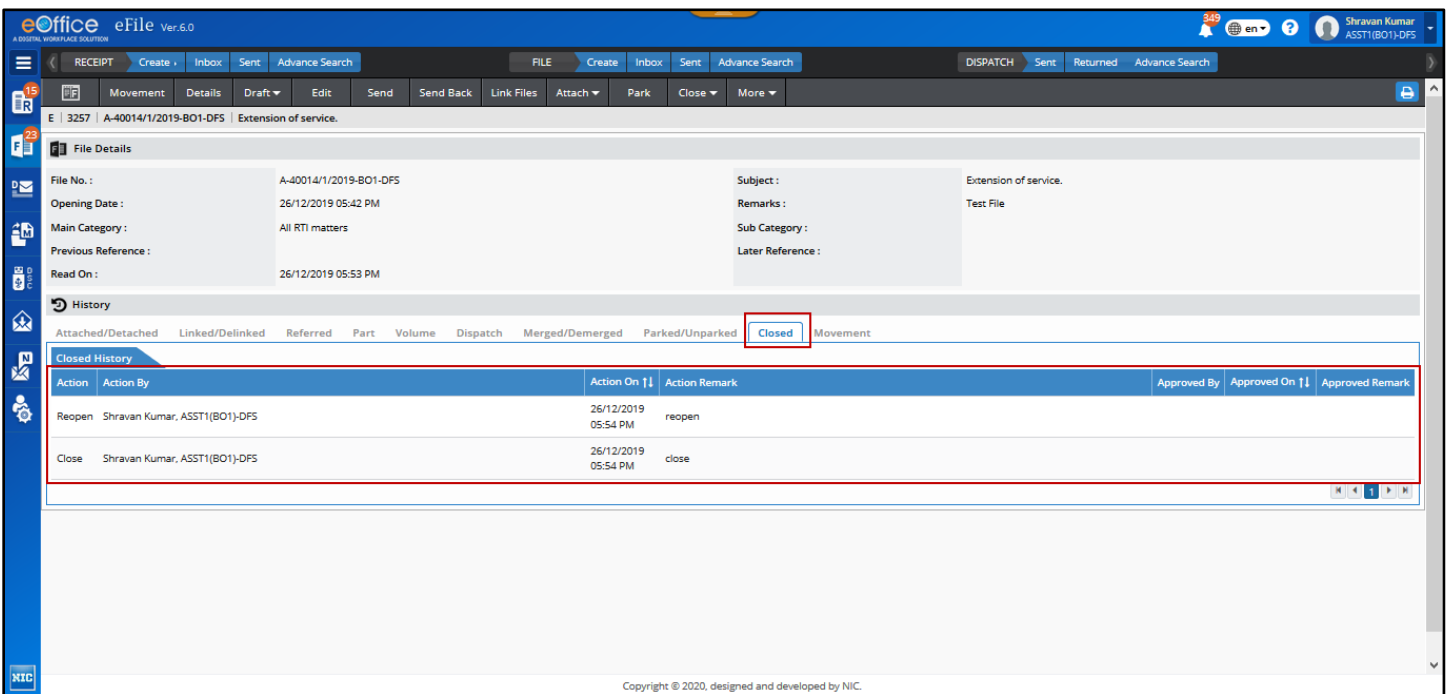 eOffice eFile Ver.6.0
A DIGITAL WORKPLACE SOLUTION
349 en ? Shravan Kumar
ASST1(BO1)-DFS
RECEIPT Create Inbox Sent Advance Search FILE Create Inbox Sent Advance Search DISPATCH Sent Returned Advance Search
15 R Movement Details Draft Edit Send Send Back Link Files Attach Park Close More
E 3257 A-40014/1/2019-BO1-DFS Extension of service.
23 F File Details
File No. : A-40014/1/2019-BO1-DFS Subject : Extension of service.
D
Opening Date : 26/12/2019 05:42 PM Remarks : Test File
M Main Category : All RTI matters Sub Category :
Previous Reference : Later Reference :
DSC Read On : 26/12/2019 05:53 PM
History
Attached/Detached Linked/Delinked Referred Part Volume Dispatch Merged/Demerged Parked/Unparked Closed Movement
N Closed History
Action Action By Action On Action Remark Approved By Approved On Approved Remark
Reopen Shravan Kumar, ASST1(BO1)-DFS 26/12/2019 05:54 PM reopen
Close Shravan Kumar, ASST1(BO1)-DFS 26/12/2019 05:54 PM close
1
NIC
Copyright © 2020, designed and developed by NIC.